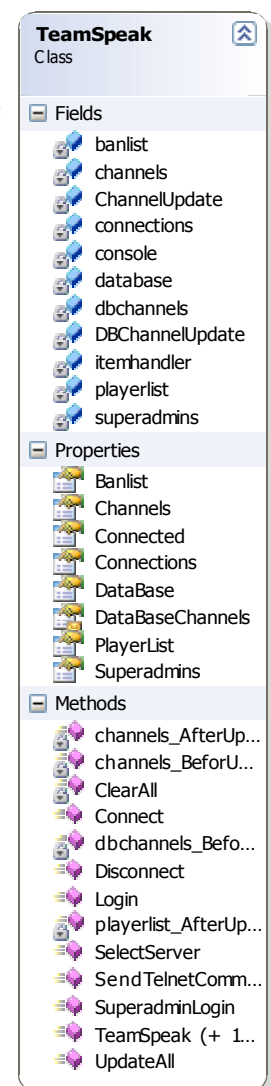 TeamSpeak
Class
Fields
banlist
channels
ChannelUpdate
connections
console
database
dbchannels
DBChannelUpdate
itemhandler
playerlist
superadmins
Properties
Banlist
Channels
Connected
Connections
DataBase
DataBaseChannels
PlayerList
Superadmins
Methods
channels_AfterUp...
channels_BeforU...
ClearAll
Connect
dbchannels_Befo...
Disconnect
Login
playerlist_AfterUp...
SelectServer
SendTelnetComm...
SuperadminLogin
TeamSpeak (+ 1...
UpdateAll